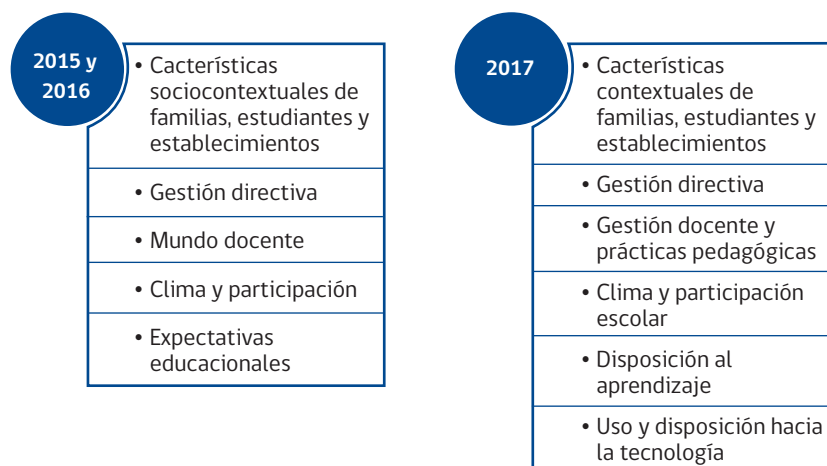 2015 y
2016
• Cacterísticas
sociocontextuales de
familias, estudiantes y
establecimientos
• Gestión directiva
• Mundo docente
• Clima y participación
• Expectativas
educacionales
2017
• Cacterísticas
contextuales de
familias, estudiantes y
establecimientos
• Gestión directiva
• Gestión docente y
prácticas pedagógicas
• Clima y participación
escolar
• Disposición al
aprendizaje
• Uso y disposición hacia
la tecnología